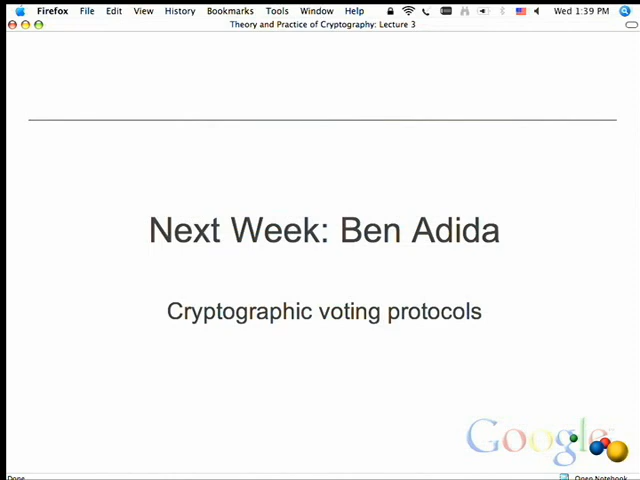 Firefox File Edit View History Bookmarks Tools Window Help Wed 1:39 PM
Theory and Practice of Cryptography: Lecture 3
Next Week: Ben Adida
Cryptographic voting protocols
Google
Done
Open Notebook